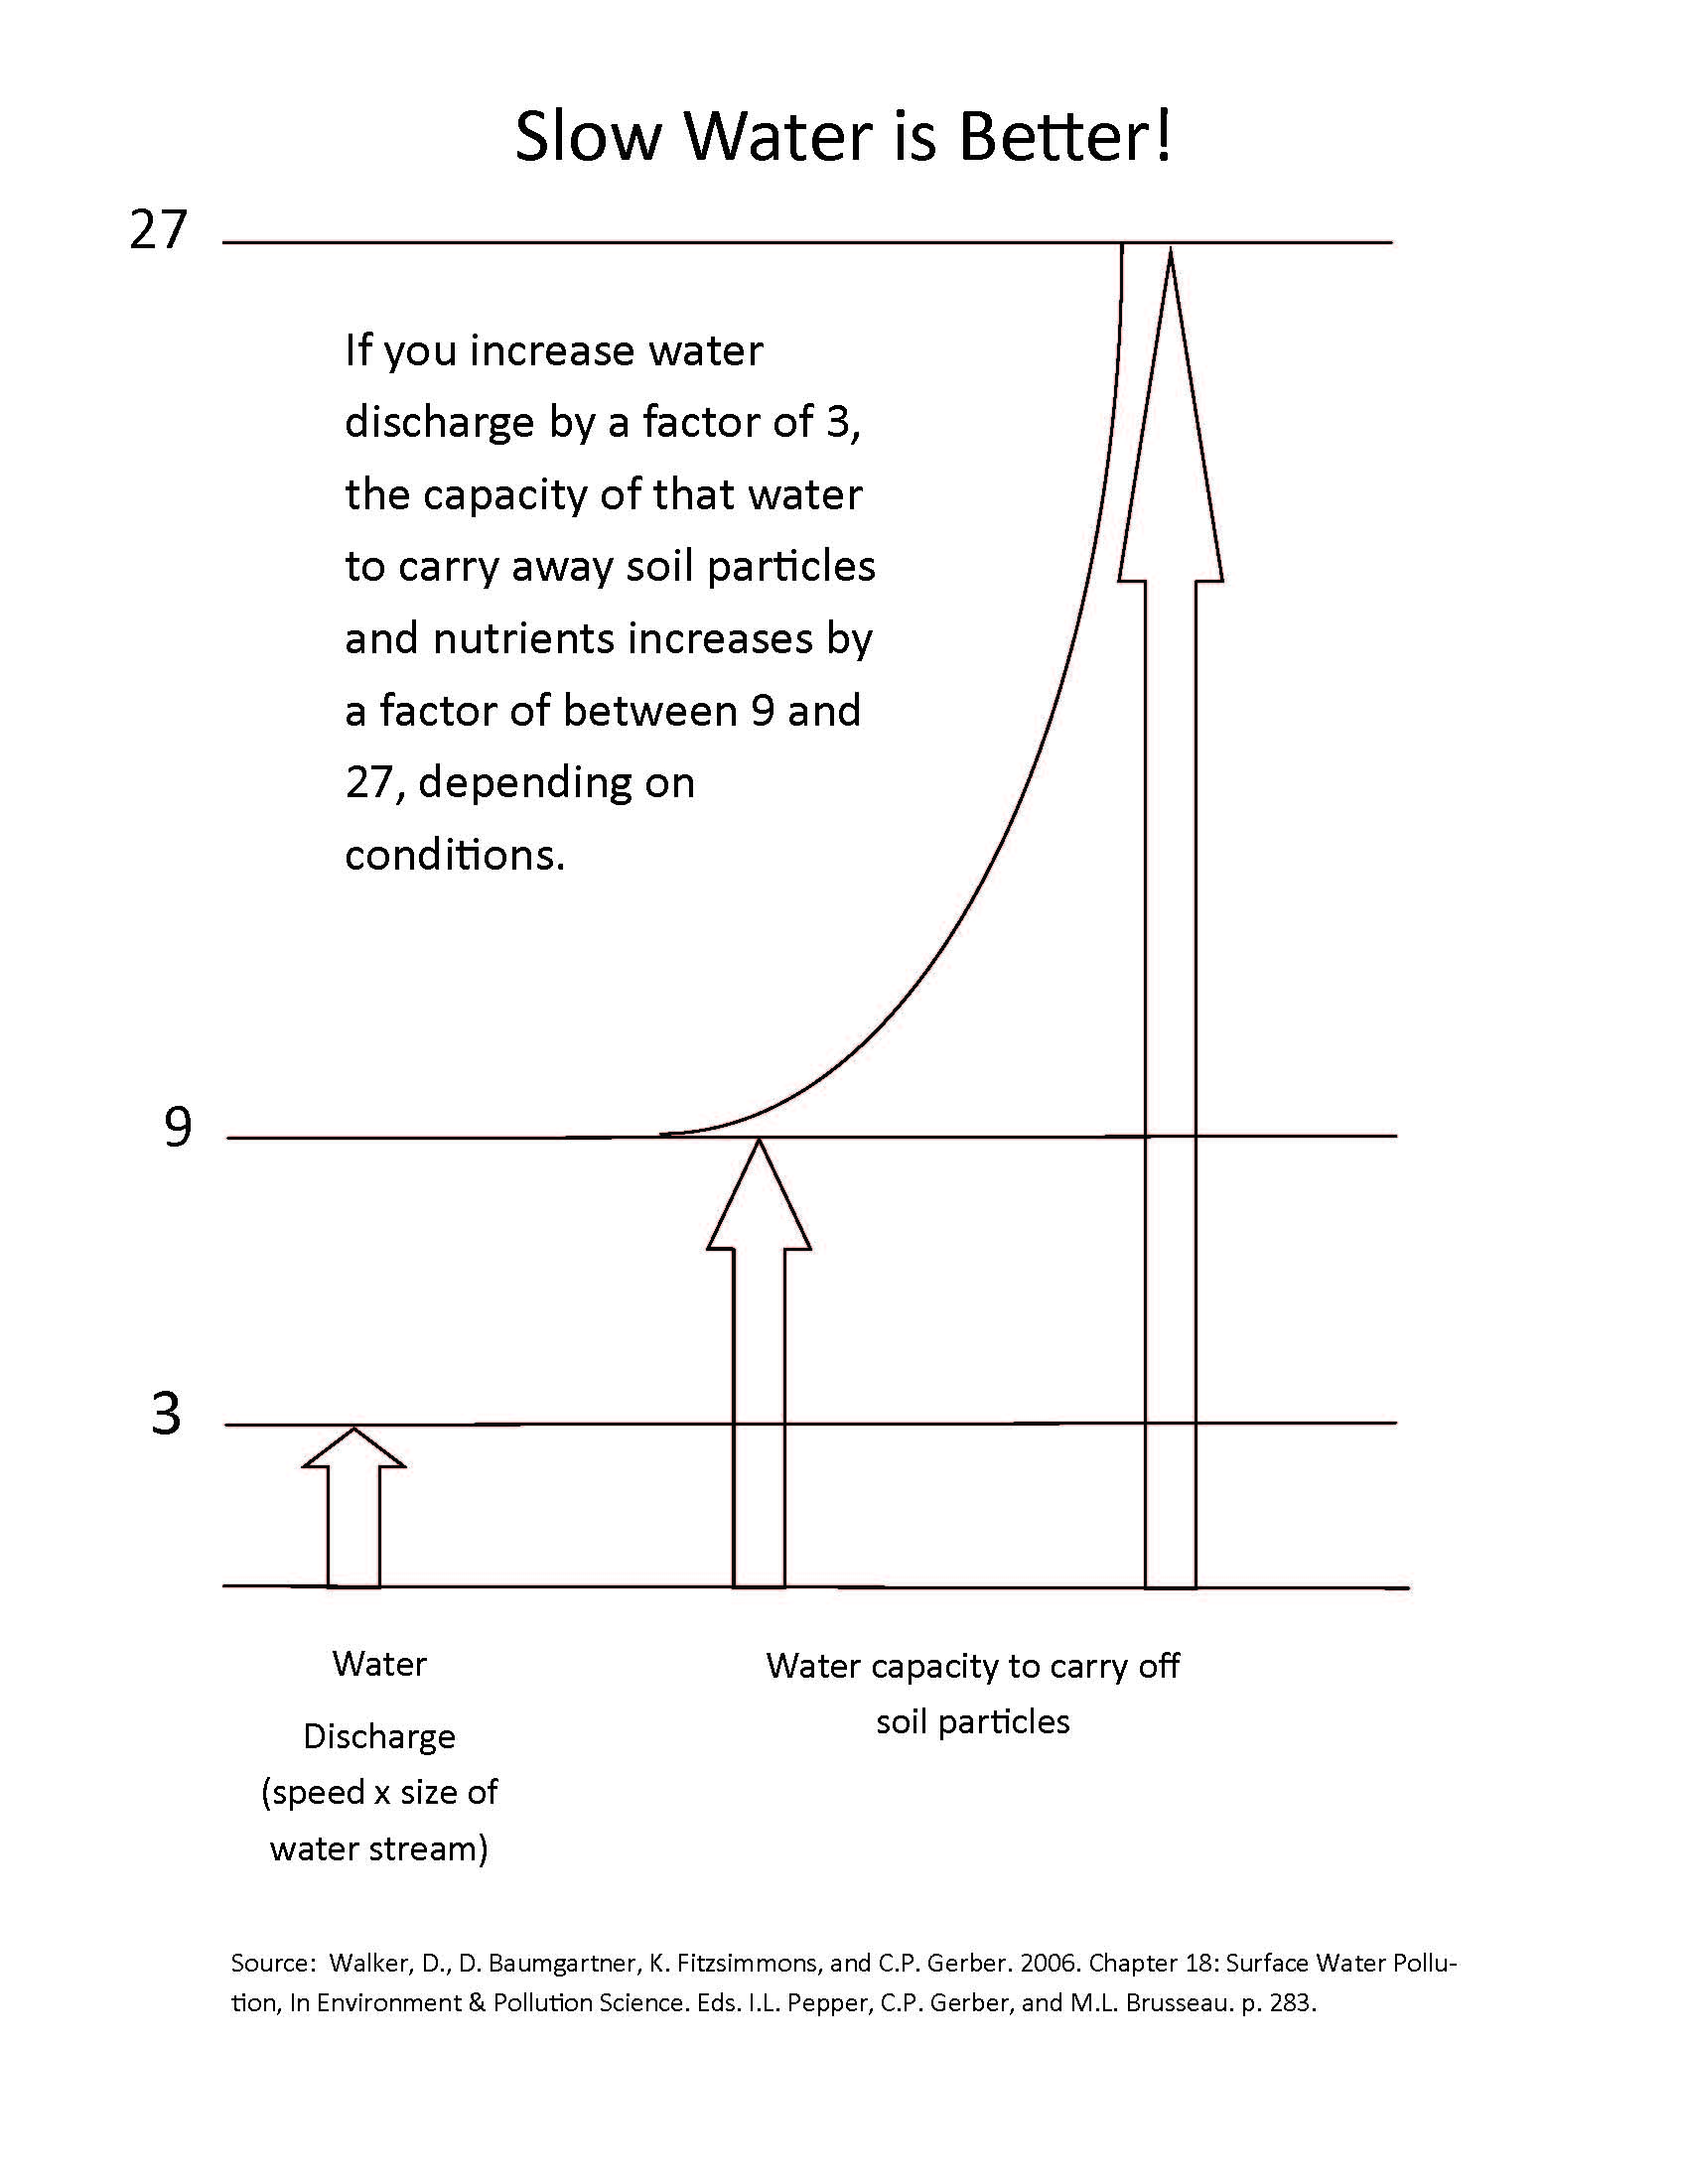 Slow Water is Better!
27
If you increase water
discharge by a factor of 3,
the capacity of that water
to carry away soil particles
and nutrients increases by
a factor of between 9 and
27, depending on
conditions.
9
3
Water
Discharge
(speed x size of
water stream)
Water capacity to carry off
soil particles
Source:  Walker, D., D. Baumgartner, K. Fitzsimmons, and C.P. Gerber. 2006. Chapter 18: Surface Water Pollu-
tion, In Environment & Pollution Science. Eds. I.L. Pepper, C.P. Gerber, and M.L. Brusseau. p. 283.